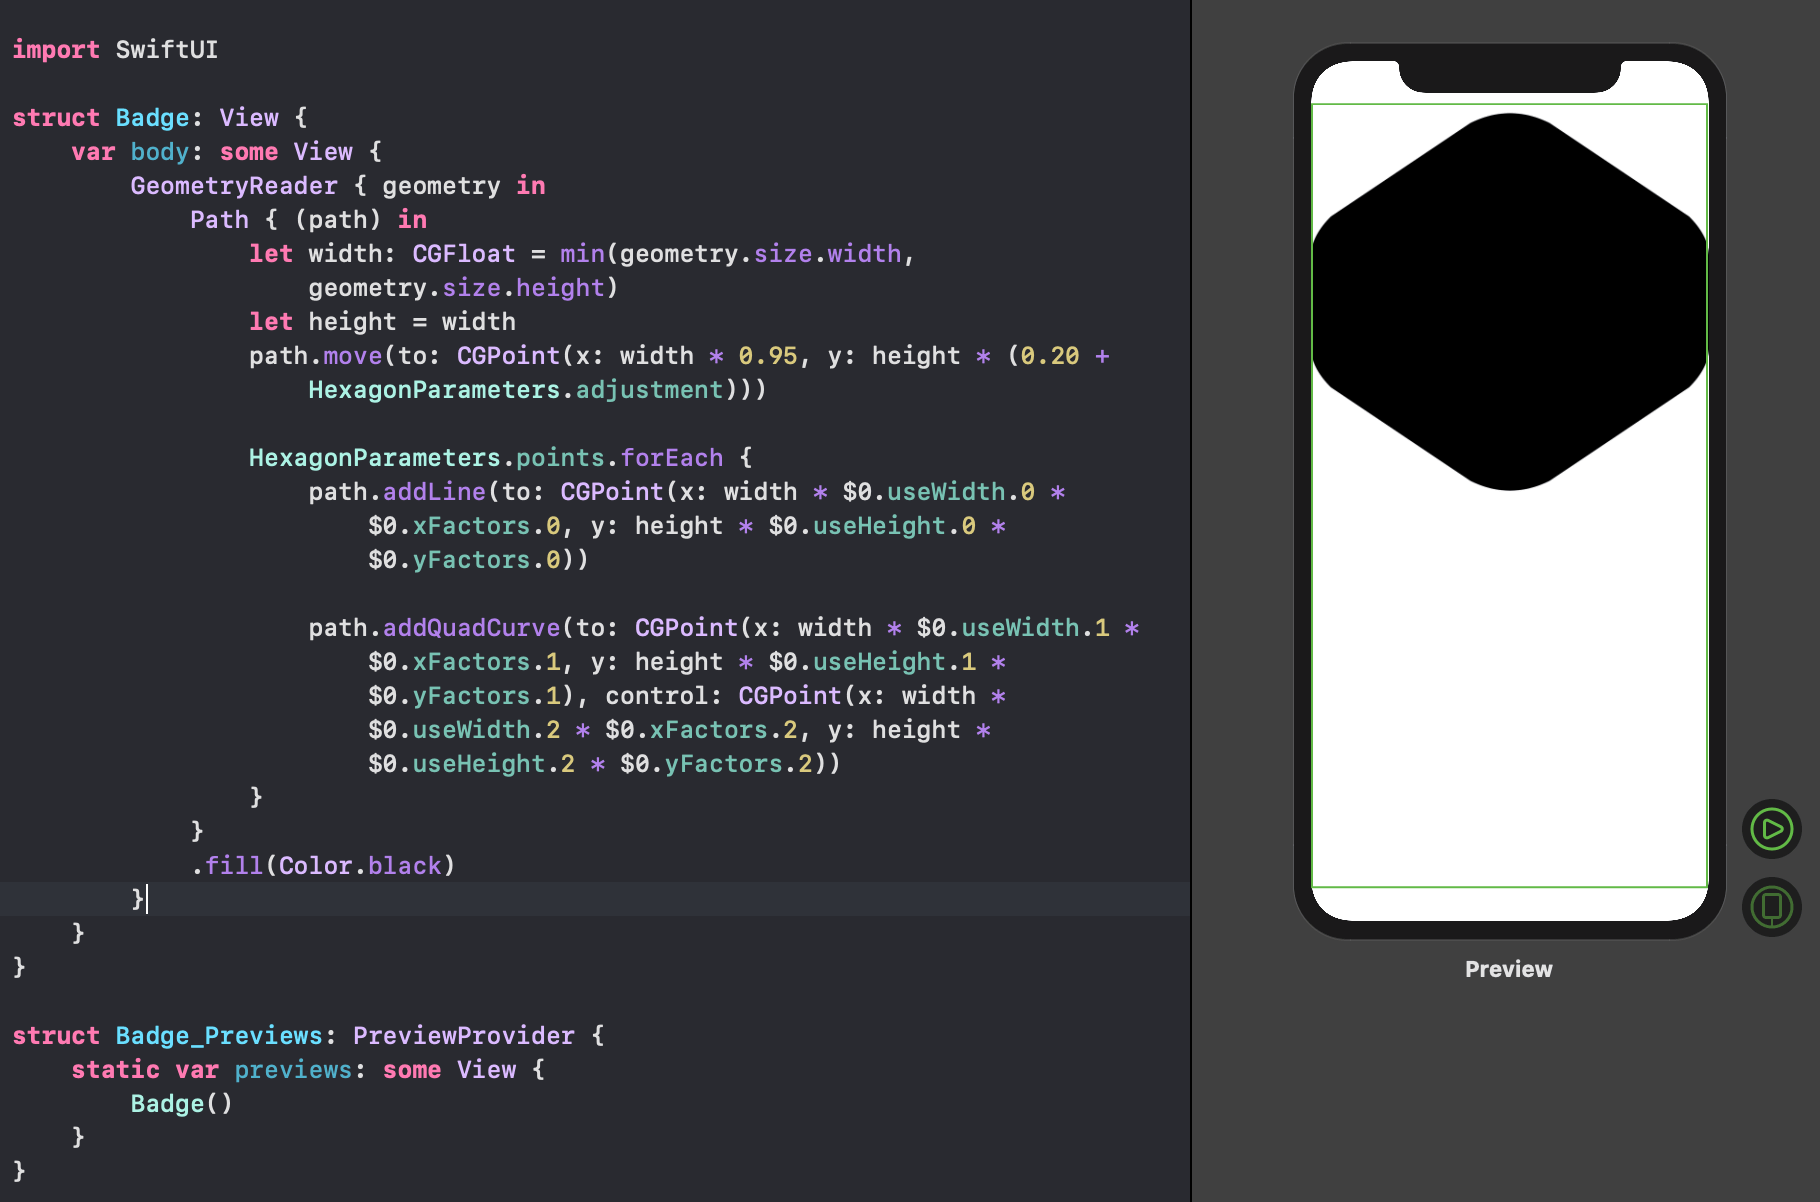 import SwiftUI
struct Badge: View {
var body: some View {
GeometryReader { geometry in
Path { (path) in
let width: CGFloat = min(geometry.size.width,
geometry.size.height)
let height = width
path.move(to: CGPoint(x: width * 0.95, y: height * (0.20 +
HexagonParameters.adjustment)))
HexagonParameters.points.forEach {
path.addLine(to: CGPoint(x: width * $0.useWidth.0 *
$0.xFactors.0, y: height * $0.useHeight.0 *
$0.yFactors.0))
path.addQuadCurve(to: CGPoint(x: width * $0.useWidth.1 *
$0.xFactors.1, y: height * $0.useHeight.1 *
$0.yFactors.1), control: CGPoint(x: width *
$0.useWidth.2 * $0.xFactors.2, y: height *
$0.useHeight.2 * $0.yFactors.2))
}
}
.fill(Color.black)
}
}
}
struct Badge_Previews: PreviewProvider {
static var previews: some View {
Badge()
}
}
Preview